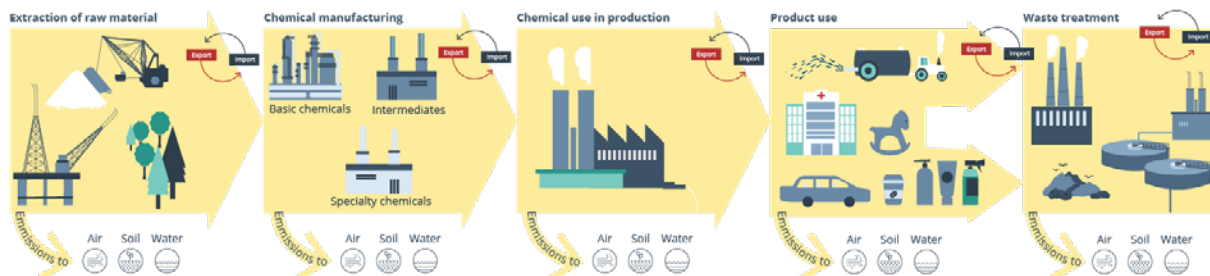 Extraction of raw material
Export
Import
Emmissions to
Air Soil Water
Chemical manufacturing
Export
Import
Basic chemicals
Intermediates
Specialty chemicals
Emmissions to
Air Soil Water
Chemical use in production
Export
Import
Emmissions to
Air Soil Water
Product use
Export
Import
Emmissions to
Air Soil Water
Waste treatment
Export
Import
Emmissions to
Air Soil Water